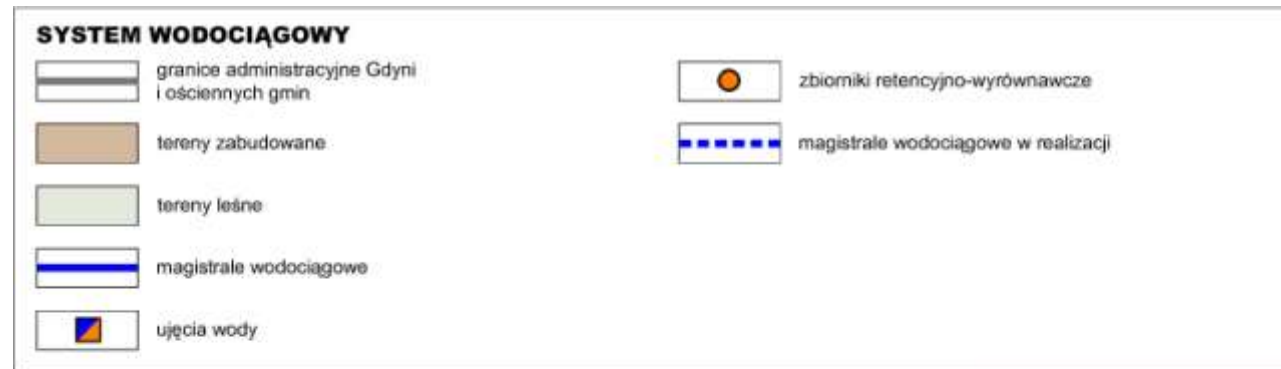 SYSTEM WODOCIĄGOWY
granice administracyjne Gdyni
i ościennych gmin
tereny zabudowane
tereny leśne
magistrale wodociągowe
ujęcia wody
zbiorniki retencyjno-wyrównawcze
magistrale wodociągowe w realizacji